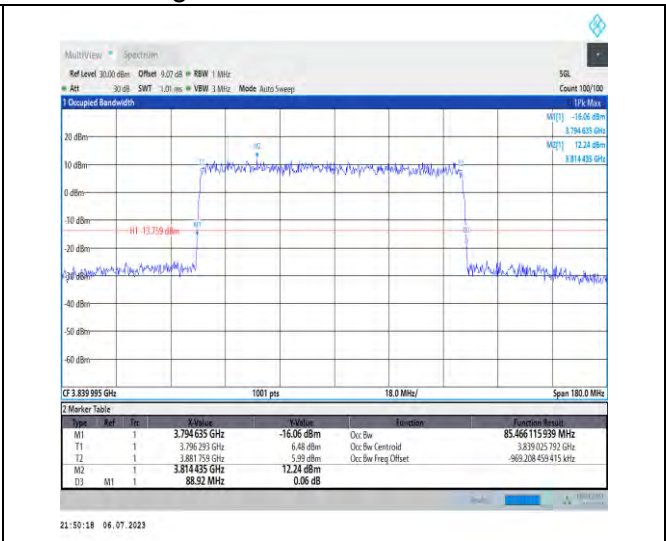 MultiView Spectrum
Ref Level 30.00 dBm Offset 9.07 dB RBW 1 MHz SGL
Att 30 dB SWT 1.01 ms VBW 3 MHz Mode Auto Sweep Count 100/100
1 Occupied Bandwidth 1Pk Max
M1[1] -16.06 dBm
3.794 635 GHz
M2[1] 12.24 dBm
3.814 435 GHz
20 dBm
M2
10 dBm
T1
0 dBm
-10 dBm
M1
H1 -13.759 dBm
-20 dBm
-30 dBm
-40 dBm
-50 dBm
-60 dBm
CF 3.839 995 GHz 1001 pts 18.0 MHz/ Span 180.0 MHz
2 Marker Table
Type Ref Trc X-Value Y-Value Function Function Result
M1 1 3.794 635 GHz -16.06 dBm Occ Bw 85.466 115 939 MHz
T1 1 3.796 293 GHz 6.48 dBm Occ Bw Centroid 3.839 025 792 GHz
T2 1 3.881 759 GHz 5.99 dBm Occ Bw Freq Offset -969.208 459 415 kHz
M2 1 3.814 435 GHz 12.24 dBm
D3 M1 1 88.92 MHz 0.06 dB
21:50:18 06.07.2023